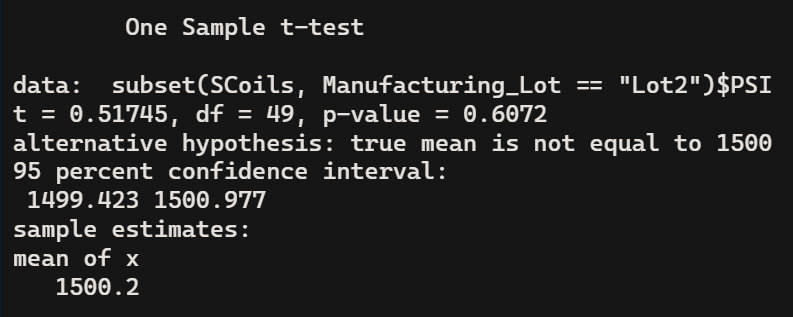 One Sample t-test
data:  subset(SCoils, Manufacturing_Lot == "Lot2")$PSI
t = 0.51745, df = 49, p-value = 0.6072
alternative hypothesis: true mean is not equal to 1500
95 percent confidence interval:
1499.423 1500.977
sample estimates:
mean of x
1500.2